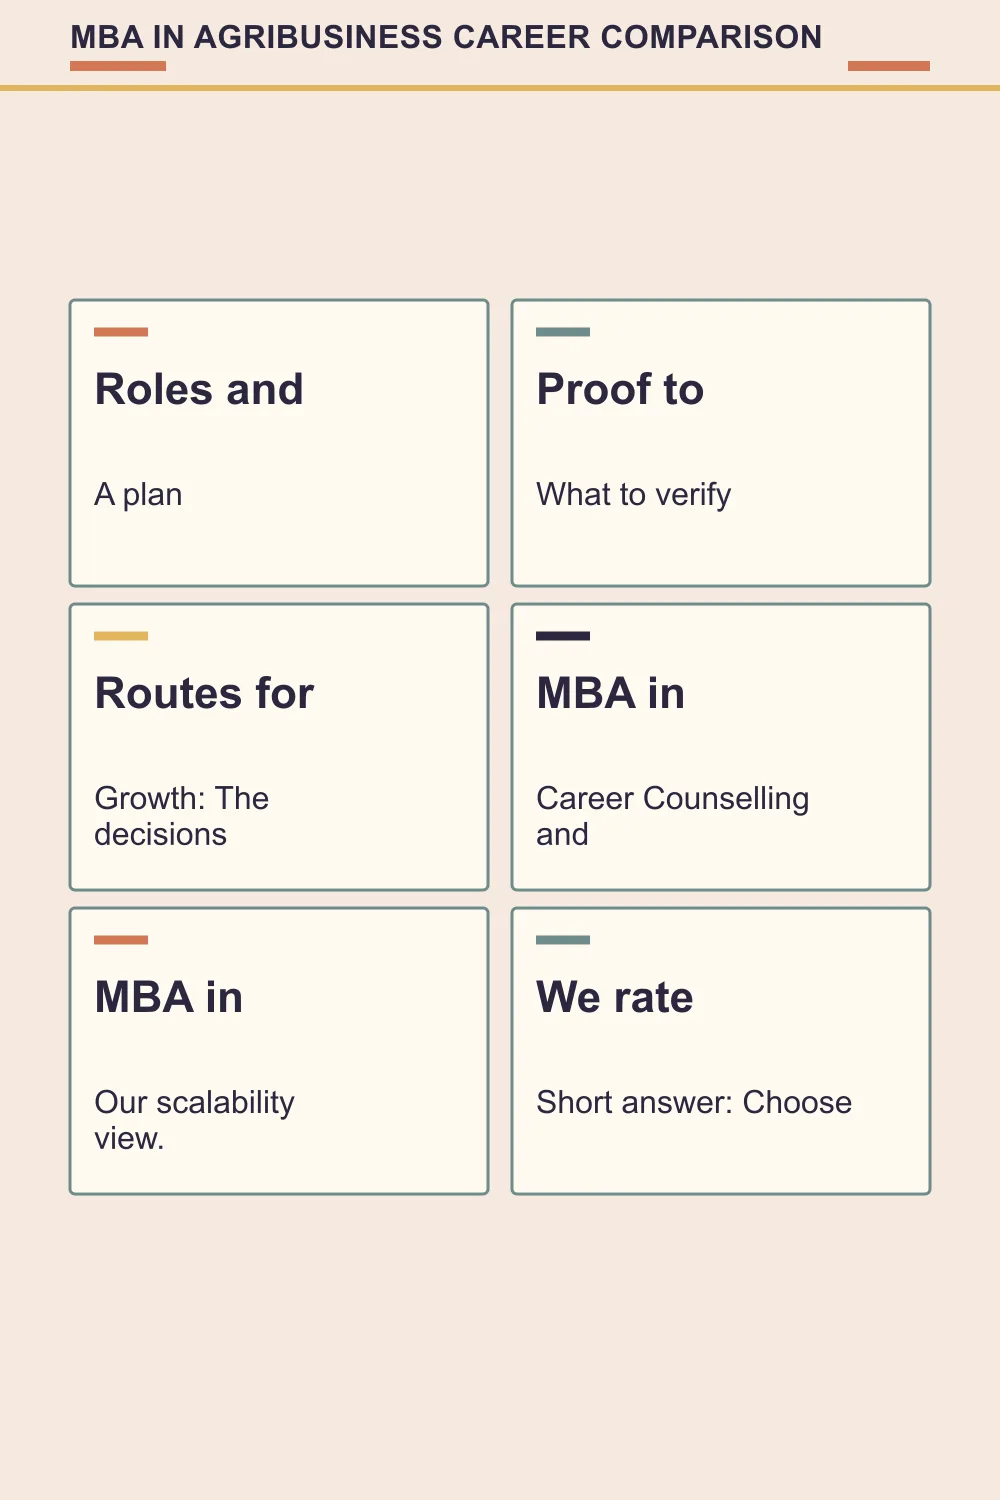 MBA IN AGRIBUSINESS CAREER COMPARISON
Roles and
A plan
Proof to
What to verify
Routes for
Growth: The
decisions
MBA in
Career Counselling
and
MBA in
Our scalability
view.
We rate
Short answer: Choose